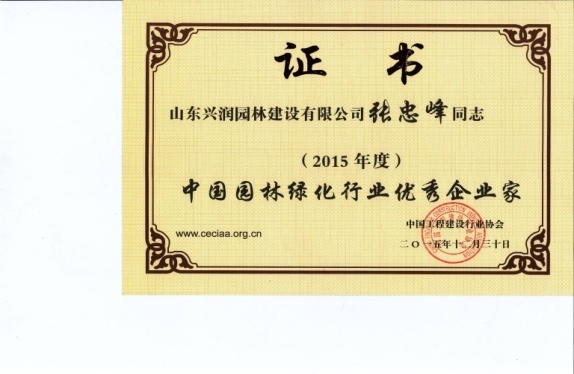 证书
山东兴润园林建设有限公司张忠峰同志
（2015年度）
中国园林绿化行业优秀企业家
中国工程建设行业协会
www.ceciaa.org.cn
二〇一五年十二月三十日